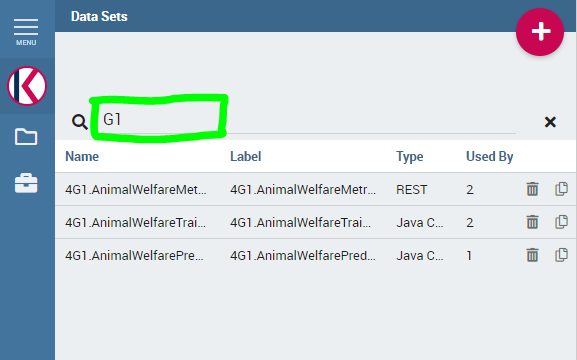 Data Sets
MENU
G1
Name Label Type Used By
4G1.AnimalWelfareMet... 4G1.AnimalWelfareMetr... REST 2
4G1.AnimalWelfareTrai... 4G1.AnimalWelfareTrai... Java C... 2
4G1.AnimalWelfarePre... 4G1.AnimalWelfarePred... Java C... 1